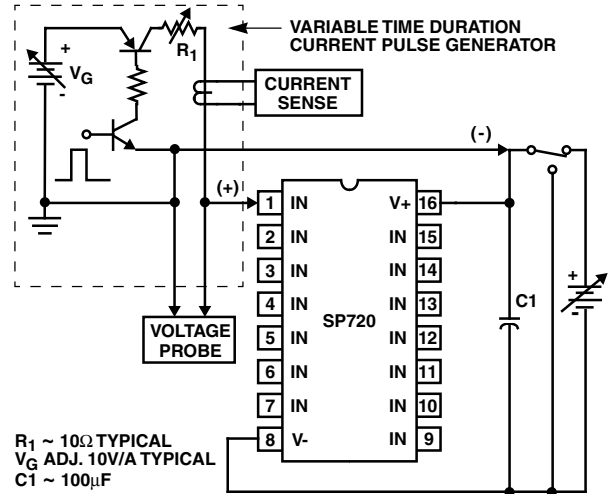 VARIABLE TIME DURATION
CURRENT PULSE GENERATOR
+
VG
-
R1
CURRENT
SENSE
(-)
(+)
1 IN V+ 16
2 IN IN 15
3 IN IN 14
4 IN IN 13
5 IN IN 12
6 IN IN 11
7 IN IN 10
8 V- IN 9
SP720
VOLTAGE
PROBE
C1
+
-
R1 ~ 10Ω TYPICAL
VG ADJ. 10V/A TYPICAL
C1 ~ 100μF